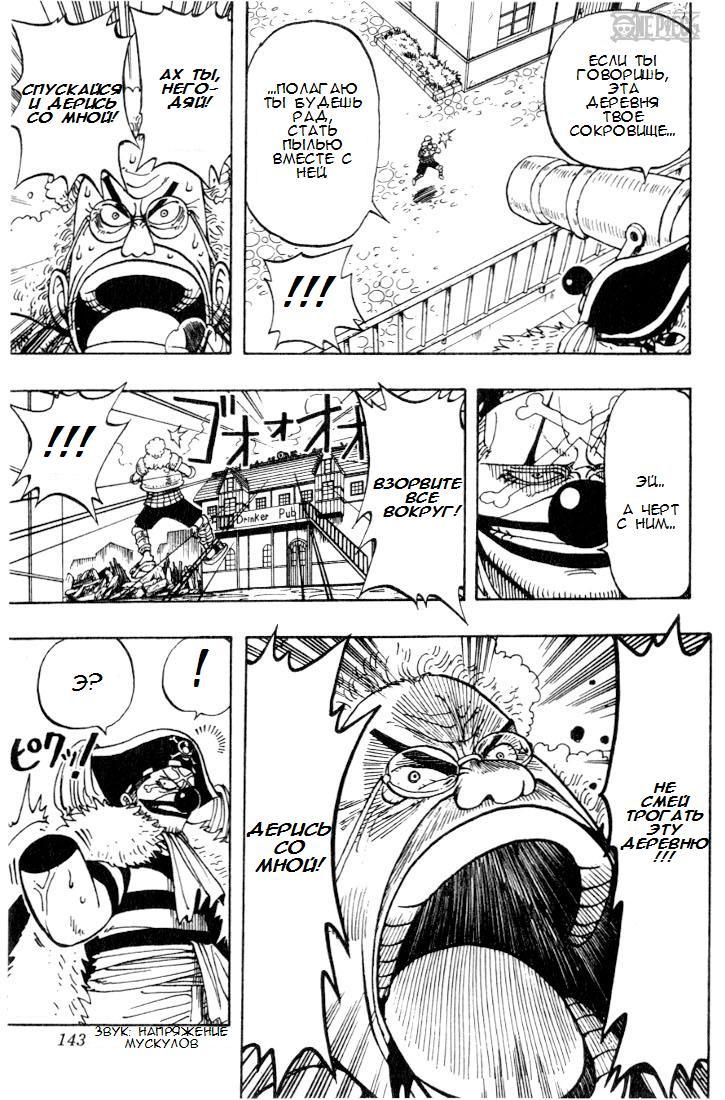 ONE PIECE
ЕСЛИ ТЫ
ГОВОРИШЬ,
ЭТА
ДЕРЕВНЯ
ТВОЕ
СОКРОВИЩЕ...
...ПОЛАГАЮ
ТЫ БУДЕШЬ
РАД,
СТАТЬ
ПЫЛЬЮ
ВМЕСТЕ С
НЕЙ
!!!
АХ ТЫ,
НЕГО-
ДЯЙ!
СПУСКАЙСЯ
И ДЕРИСЬ
СО МНОЙ!
ЭЙ...
А ЧЕРТ
С НИМ...
ВЗОРВИТЕ
ВСЕ
ВОКРУГ!
ゴオォオォ
Drinker Pub
!!!
НЕ
СМЕЙ
ТРОГАТЬ
ЭТУ
ДЕРЕВНЮ
!!!
ДЕРИСЬ
СО
МНОЙ!
!
Э?
ピクッ!
ЗВУК: НАПРЯЖЕНИЕ
МУСКУЛОВ
143